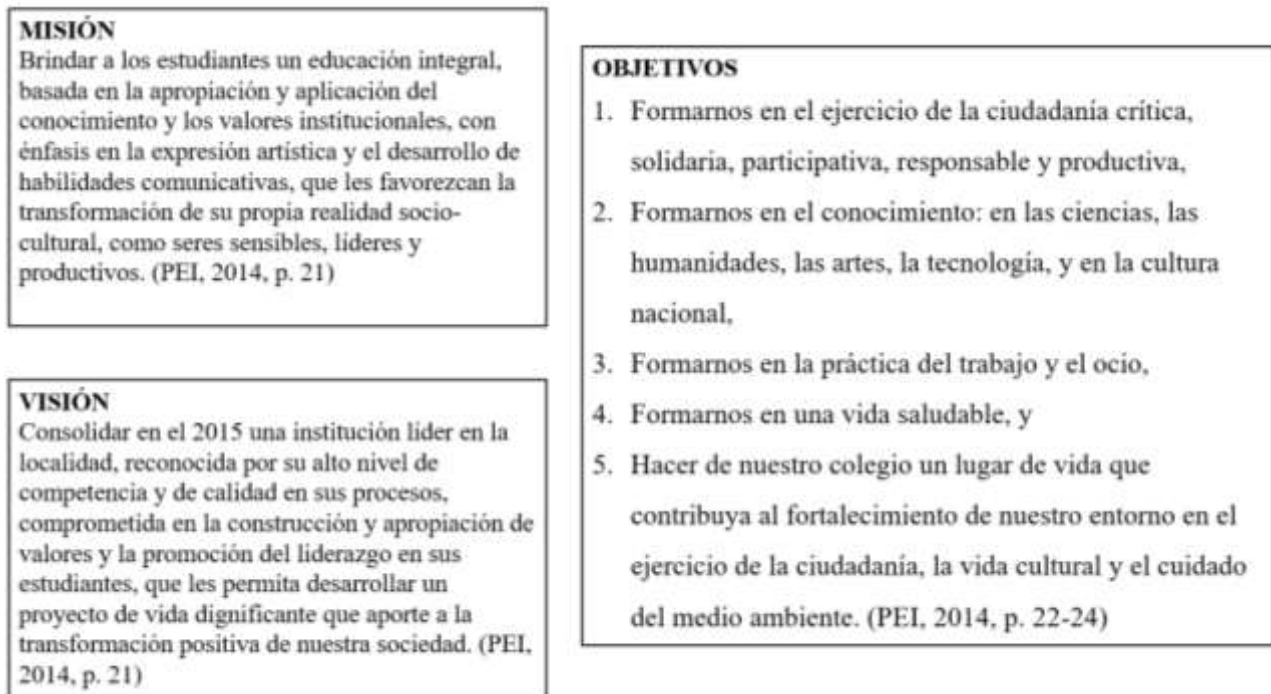 MISIÓN
Brindar a los estudiantes un educación integral,
basada en la apropiación y aplicación del
conocimiento y los valores institucionales, con
énfasis en la expresión artística y el desarrollo de
habilidades comunicativas, que les favorezcan la
transformación de su propia realidad socio-
cultural, como seres sensibles, líderes y
productivos. (PEI, 2014, p. 21)
VISIÓN
Consolidar en el 2015 una institución líder en la
localidad, reconocida por su alto nivel de
competencia y de calidad en sus procesos,
comprometida en la construcción y apropiación de
valores y la promoción del liderazgo en sus
estudiantes, que les permita desarrollar un
proyecto de vida dignificante que aporte a la
transformación positiva de nuestra sociedad. (PEI,
2014, p. 21)
OBJETIVOS
1. Formarnos en el ejercicio de la ciudadanía crítica,
solidaria, participativa, responsable y productiva,
2. Formarnos en el conocimiento: en las ciencias, las
humanidades, las artes, la tecnología, y en la cultura
nacional,
3. Formarnos en la práctica del trabajo y el ocio,
4. Formarnos en una vida saludable, y
5. Hacer de nuestro colegio un lugar de vida que
contribuya al fortalecimiento de nuestro entorno en el
ejercicio de la ciudadanía, la vida cultural y el cuidado
del medio ambiente. (PEI, 2014, p. 22-24)